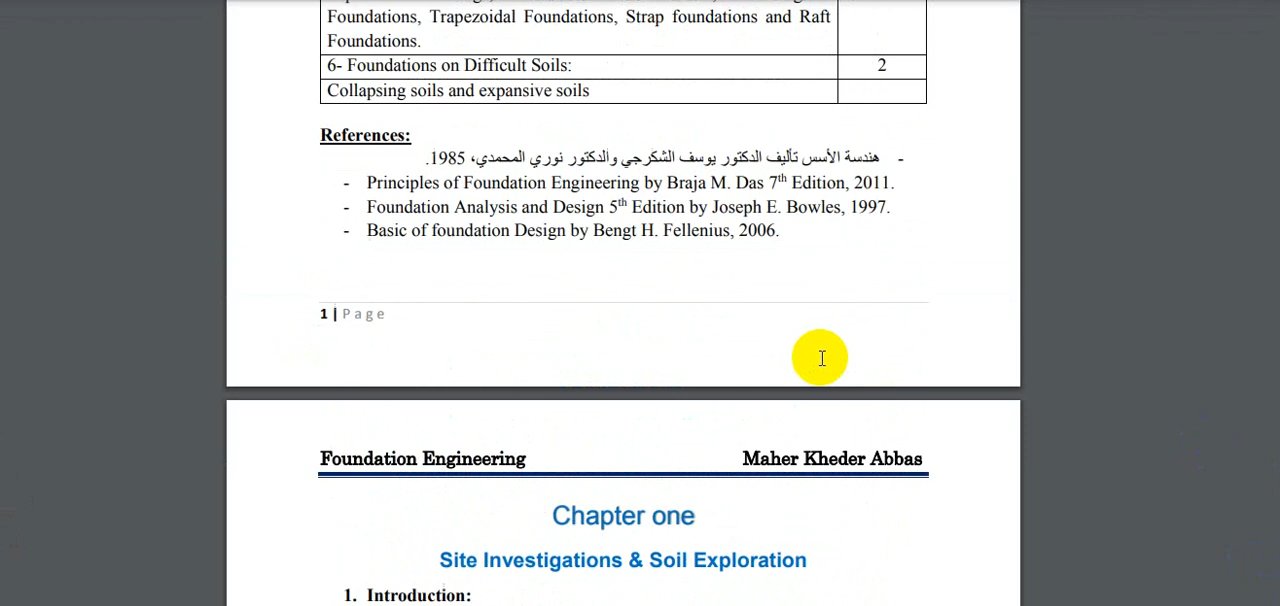 Foundations, Trapezoidal Foundations, Strap foundations and Raft
Foundations.
6- Foundations on Difficult Soils: 2
Collapsing soils and expansive soils
References:
- هندسة الأسس تأليف الدكتور يوسف الشكرجي والدكتور نوري المحمدي، 1985.
- Principles of Foundation Engineering by Braja M. Das 7th Edition, 2011.
- Foundation Analysis and Design 5th Edition by Joseph E. Bowles, 1997.
- Basic of foundation Design by Bengt H. Fellenius, 2006.
1 | Page
Foundation Engineering Maher Kheder Abbas
Chapter one
Site Investigations & Soil Exploration
1. Introduction: